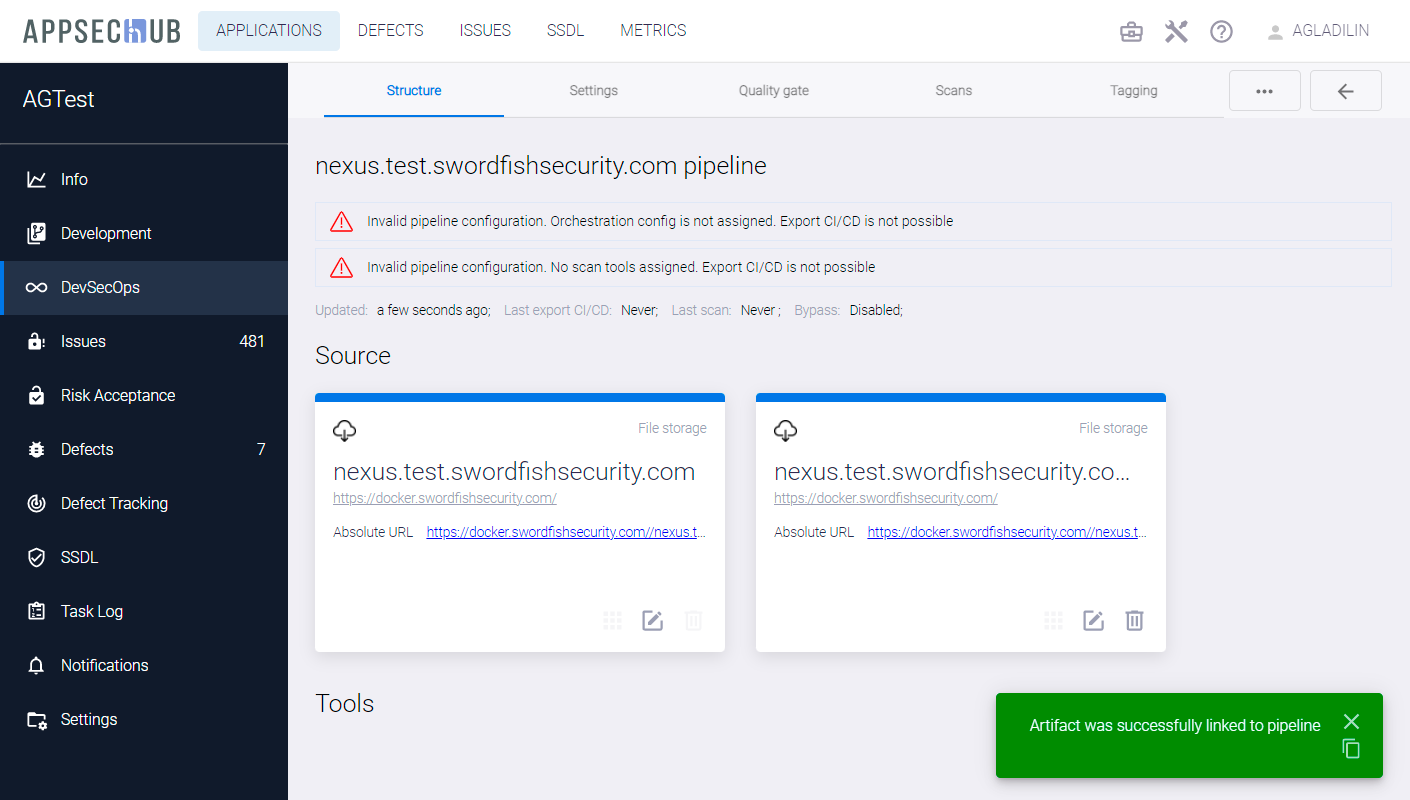 APPSECHUB
APPLICATIONS
DEFECTS
ISSUES
SSDL
METRICS
AGLADILIN
AGTest
Info
Development
DevSecOps
Issues 481
Risk Acceptance
Defects 7
Defect Tracking
SSDL
Task Log
Notifications
Settings
Structure
Settings
Quality gate
Scans
Tagging
nexus.test.swordfishsecurity.com pipeline
Invalid pipeline configuration. Orchestration config is not assigned. Export CI/CD is not possible
Invalid pipeline configuration. No scan tools assigned. Export CI/CD is not possible
Updated: a few seconds ago; Last export CI/CD: Never; Last scan: Never ; Bypass: Disabled;
Source
File storage
nexus.test.swordfishsecurity.com
https://docker.swordfishsecurity.com/
Absolute URL https://docker.swordfishsecurity.com//nexus.t...
File storage
nexus.test.swordfishsecurity.co...
https://docker.swordfishsecurity.com/
Absolute URL https://docker.swordfishsecurity.com//nexus.t...
Tools
Artifact was successfully linked to pipeline